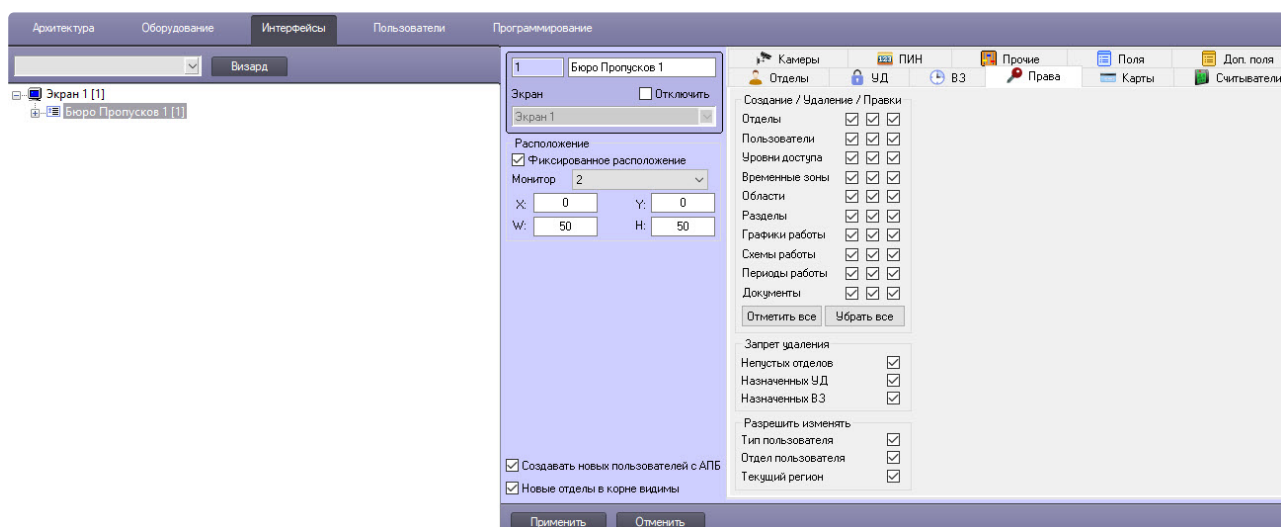 Архитектура Оборудование Интерфейсы Пользователи Программирование
Визард
Экран 1 [1]
Бюро Пропусков 1 [1]
1 Бюро Пропусков 1
Экран Отключить
Экран 1
Расположение
Фиксированное расположение
Монитор 2
X: 0 Y: 0
W: 50 H: 50
Создавать новых пользователей с АПБ
Новые отделы в корне видимы
Применить Отменить
Камеры 123 ПИН Прочие Поля Доп. поля
Отделы УД ВЗ Права Карты Считыватели
Создание / Удаление / Правки
Отделы
Пользователи
Уровни доступа
Временные зоны
Области
Разделы
Графики работы
Схемы работы
Периоды работы
Документы
Отметить все Убрать все
Запрет удаления
Непустых отделов
Назначенных УД
Назначенных ВЗ
Разрешить изменять
Тип пользователя
Отдел пользователя
Текущий регион